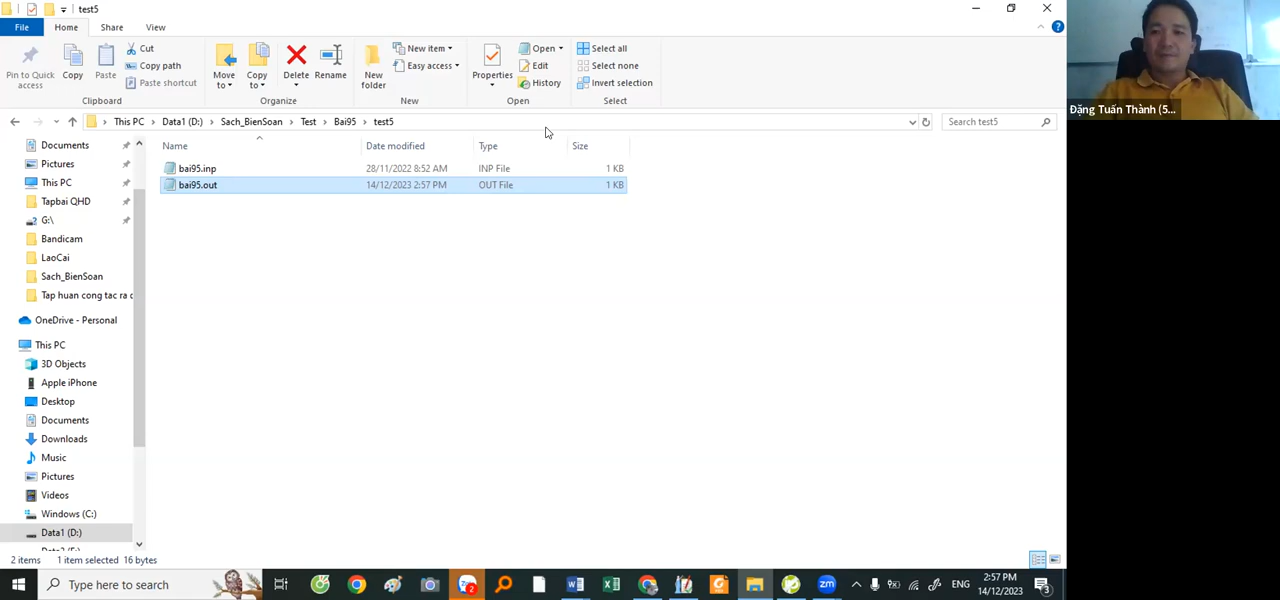 test5
File Home Share View
Pin to Quick access
Copy
Paste
Cut
Copy path
Paste shortcut
Clipboard
Move to
Copy to
Delete
Rename
Organize
New folder
New item
Easy access
New
Properties
Open
Edit
History
Open
Select all
Select none
Invert selection
Select
This PC > Data1 (D:) > Sach_BienSoan > Test > Bai95 > test5
Search test5
Name Date modified Type Size
bai95.inp 28/11/2022 8:52 AM INP File 1 KB
bai95.out 14/12/2023 2:57 PM OUT File 1 KB
Documents
Pictures
This PC
Tapbai QHD
G:\
Bandicam
LaoCai
Sach_BienSoan
Tap huan cong tac ra c
OneDrive - Personal
This PC
3D Objects
Apple iPhone
Desktop
Documents
Downloads
Music
Pictures
Videos
Windows (C:)
Data1 (D:)
2 items 1 item selected 16 bytes
Type here to search
2
zm
ENG
2:57 PM
14/12/2023
3
Đặng Tuấn Thành (5...